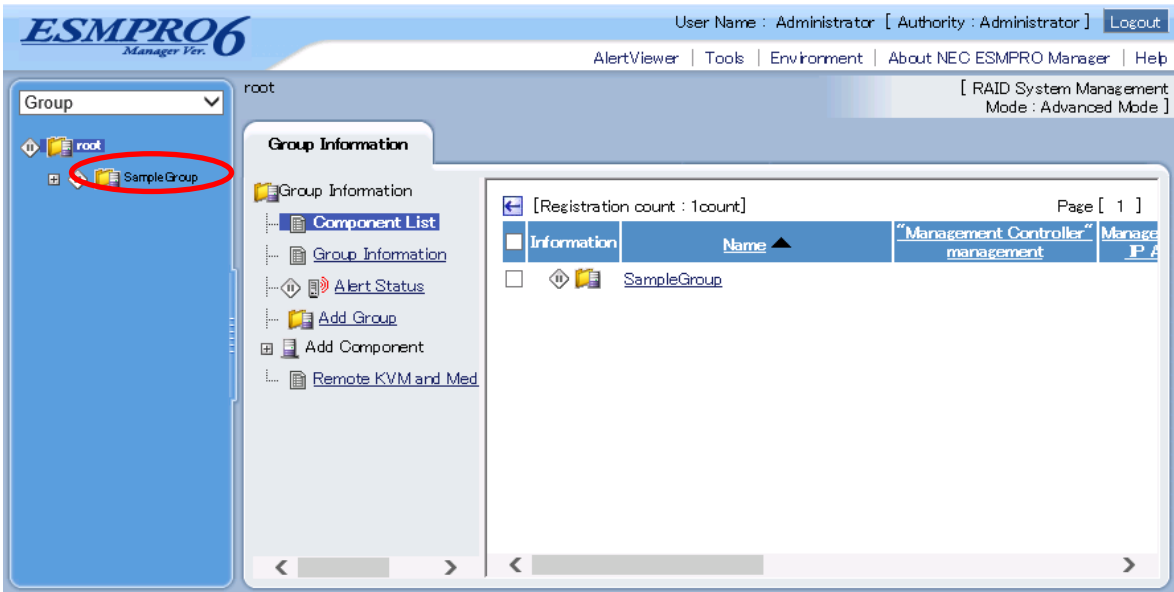 ESMPRO6
Manager Ver.
User Name : Administrator [ Authority : Administrator ] Logout
AlertViewer | Tools | Environment | About NEC ESMPRO Manager | Help
Group
root
[ RAID System Management
Mode : Advanced Mode ]
root
SampleGroup
Group Information
Group Information
Component List
Group Information
Alert Status
Add Group
Add Component
Remote KVM and Med
[Registration count : 1count] Page [ 1 ]
Information Name "Management Controller"
management
Manage
SampleGroup